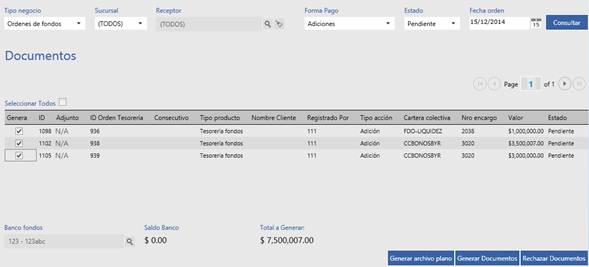 Tipo negocio Sucursal Receptor Forma Pago Estado Fecha orden
Ordenes de fondos (TODOS) (TODOS) Adiciones Pendiente 15/12/2014 15 Consultar
Documentos
Page 1 of 1
Seleccionar Todos
Genera ID Adjunto ID Orden Tesorería Consecutivo Tipo producto Nombre Cliente Registrado Por Tipo acción Cartera colectiva Nro encargo Valor Estado
1098 N/A 936 Tesorería fondos 111 Adición FDO-LIQUIDEZ 2038 $1,000,000.00 Pendiente
1102 N/A 938 Tesorería fondos 111 Adición CCBONOSBYR 3020 $3,500,007.00 Pendiente
1105 N/A 939 Tesorería fondos 111 Adición CCBONOSBYR 3020 $3,000,000.00 Pendiente
Banco fondos Saldo Banco Total a Generar:
123 - 123abc $ 0.00 $ 7,500,007.00
Generar archivo plano Generar Documentos Rechazar Documentos